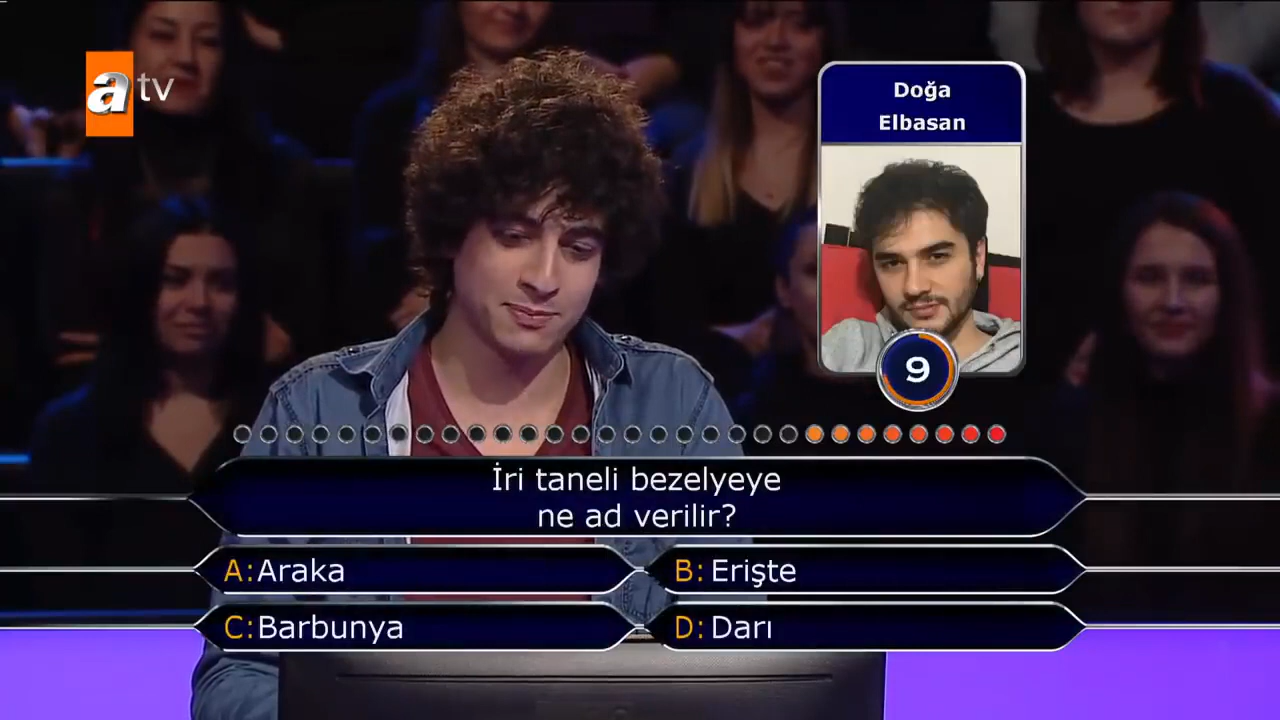 atv
Doğa
Elbasan
9
İri taneli bezelyeye
ne ad verilir?
A: Araka
B: Erişte
C: Barbunya
D: Darı